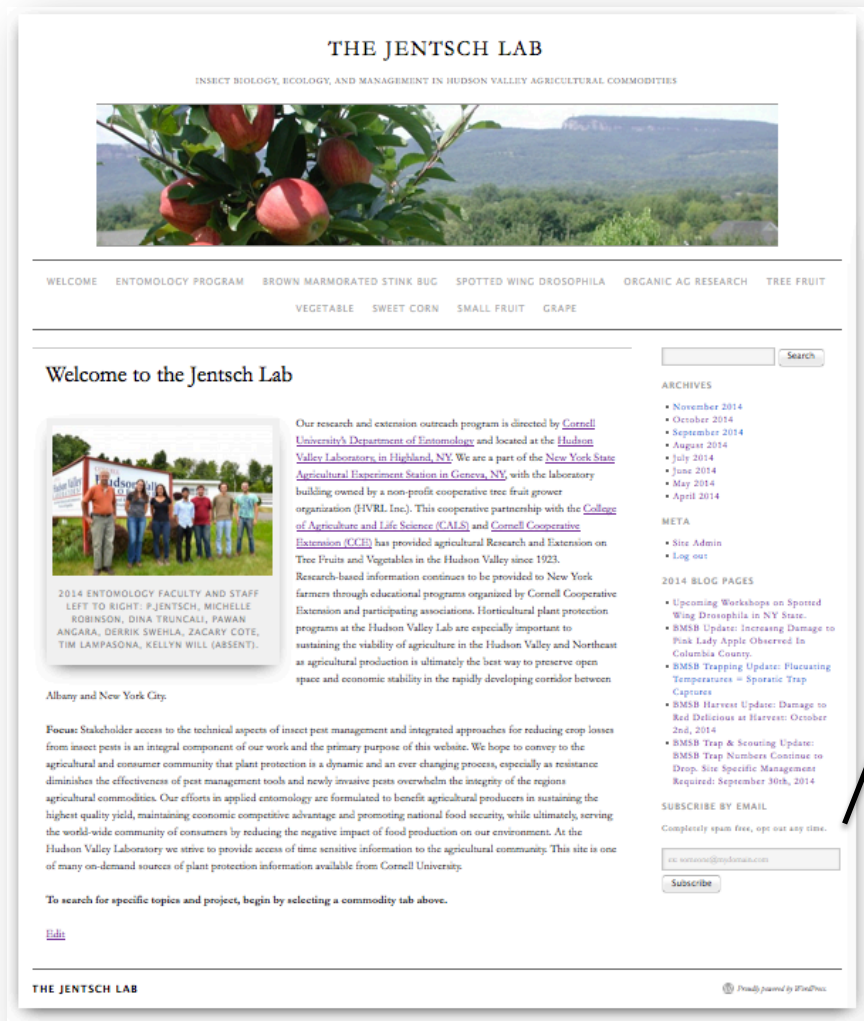 THE JENTSCH LAB
INSECT BIOLOGY, ECOLOGY, AND MANAGEMENT IN HUDSON VALLEY AGRICULTURAL COMMODITIES
WELCOME ENTOMOLOGY PROGRAM BROWN MARMORATED STINK BUG SPOTTED WING DROSOPHILA ORGANIC AG RESEARCH TREE FRUIT
VEGETABLE SWEET CORN SMALL FRUIT GRAPE
Welcome to the Jentsch Lab
Hudson Valley
2014 ENTOMOLOGY FACULTY AND STAFF
LEFT TO RIGHT: P.JENTSCH, MICHELLE
ROBINSON, DINA TRUNCALI, PAWAN
ANGARA, DERRIK SWEHLA, ZACARY COTE,
TIM LAMPASONA, KELLYN WILL (ABSENT).
Our research and extension outreach program is directed by Cornell
University's Department of Entomology and located at the Hudson
Valley Laboratory, in Highland, NY. We are a part of the New York State
Agricultural Experiment Station in Geneva, NY, with the laboratory
building owned by a non-profit cooperative tree fruit grower
organization (HVRL Inc.). This cooperative partnership with the College
of Agriculture and Life Science (CALS) and Cornell Cooperative
Extension (CCE) has provided agricultural Research and Extension on
Tree Fruits and Vegetables in the Hudson Valley since 1923.
Research-based information continues to be provided to New York
farmers through educational programs organized by Cornell Cooperative
Extension and participating associations. Horticultural plant protection
programs at the Hudson Valley Lab are especially important to
sustaining the viability of agriculture in the Hudson Valley and Northeast
as agricultural production is ultimately the best way to preserve open
space and economic stability in the rapidly developing corridor between
Albany and New York City.
Focus: Stakeholder access to the technical aspects of insect pest management and integrated approaches for reducing crop losses
from insect pests is an integral component of our work and the primary purpose of this website. We hope to convey to the
agricultural and consumer community that plant protection is a dynamic and an ever changing process, especially as resistance
diminishes the effectiveness of pest management tools and newly invasive pests overwhelm the integrity of the regions
agricultural commodities. Our efforts in applied entomology are formulated to benefit agricultural producers in sustaining the
highest quality yield, maintaining economic competitive advantage and promoting national food security, while ultimately, serving
the world-wide community of consumers by reducing the negative impact of food production on our environment. At the
Hudson Valley Laboratory we strive to provide access of time sensitive information to the agricultural community. This site is one
of many on-demand sources of plant protection information available from Cornell University.
To search for specific topics and project, begin by selecting a commodity tab above.
Edit
Search
ARCHIVES
November 2014
October 2014
September 2014
August 2014
July 2014
June 2014
May 2014
April 2014
META
Site Admin
Log out
2014 BLOG PAGES
Upcoming Workshops on Spotted
Wing Drosophila in NY State.
BMSB Update: Increasng Damage to
Pink Lady Apple Observed In
Columbia County.
BMSB Trapping Update: Flucuating
Temperatures = Sporatic Trap
Captures
BMSB Harvest Update: Damage to
Red Delicious at Harvest: October
2nd, 2014
BMSB Trap & Scouting Update:
BMSB Trap Numbers Continue to
Drop. Site Specific Management
Required: September 30th, 2014
SUBSCRIBE BY EMAIL
Completely spam free, opt out any time.
Subscribe
THE JENTSCH LAB
Proudly powered by WordPress.